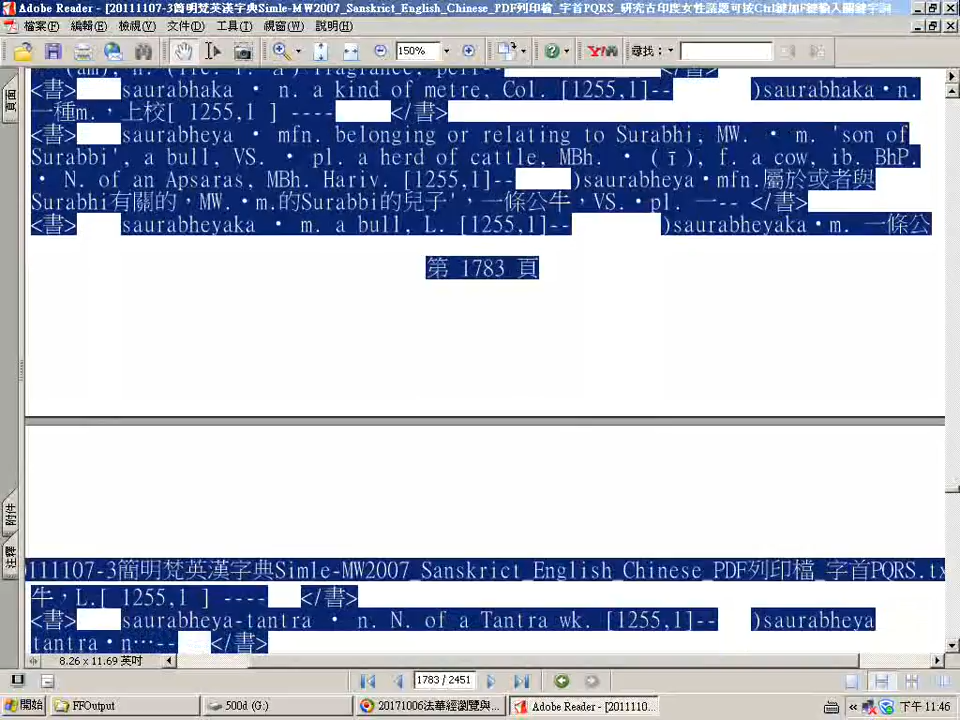 Adobe Reader - [20111107-3簡明梵英漢字典Simle-MW2007_Sanskrict_English_Chinese_PDF列印檔_字首PQRS_研究古印度女性議題可按Ctrl鍵加F鍵輸入關鍵字詞
檔案(F) 編輯(E) 檢視(V) 文件(D) 工具(T) 視窗(W) 說明(H)
150% 尋找：
頁面
<書> saurabhaka • n. a kind of metre, Col. [1255,1]-- )saurabhaka•n.
一種m.，上校[ 1255,1 ] ---- </書>
<書> saurabheya • mfn. belonging or relating to Surabhi, MW. • m. 'son of
Surabbi', a bull, VS. • pl. a herd of cattle, MBh. • (ī), f. a cow, ib. BhP.
• N. of an Apsaras, MBh. Hariv. [1255,1]-- )saurabheya•mfn.屬於或者與
Surabhi有關的，MW.•m.的Surabbi的兒子'，一條公牛，VS.•pl. 一-- </書>
<書> saurabheyaka • m. a bull, L. [1255,1]-- )saurabheyaka•m. 一條公
第 1783 頁
附件
注釋
111107-3簡明梵英漢字典Simle-MW2007_Sanskrict_English_Chinese_PDF列印檔_字首PQRS.tx
牛，L.[ 1255,1 ] ---- </書>
<書> saurabheya-tantra • n. N. of a Tantra wk. [1255,1]-- )saurabheya
tantra•n…-- </書>
8.26 x 11.69 英吋
1783 / 2451
開始 FFOutput 500d (G:) 20171006法華經瀏覽與... Adobe Reader - [2011110... 下午 11:46